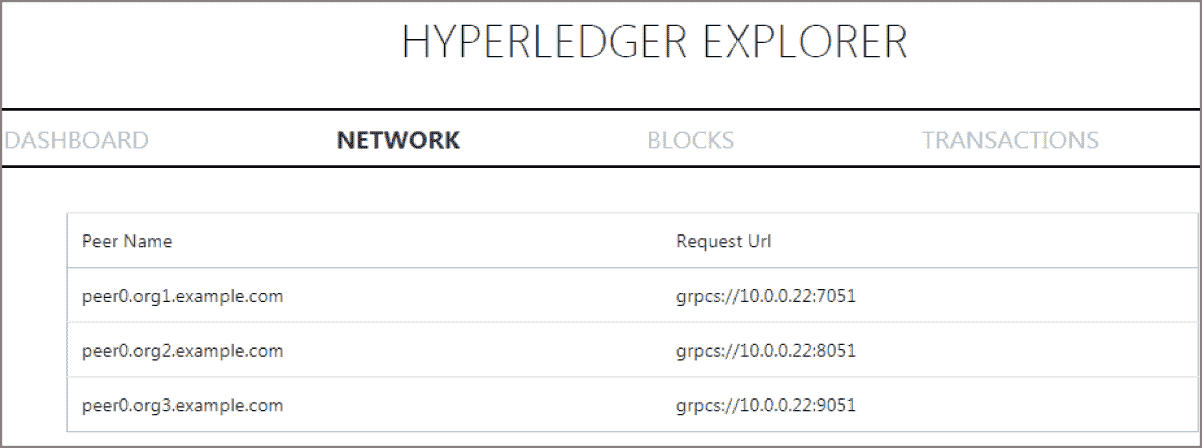 HYPERLEDGER EXPLORER
DASHBOARD NETWORK BLOCKS TRANSACTIONS
Peer Name Request Url
peer0.org1.example.com grpcs://10.0.0.22:7051
peer0.org2.example.com grpcs://10.0.0.22:8051
peer0.org3.example.com grpcs://10.0.0.22:9051